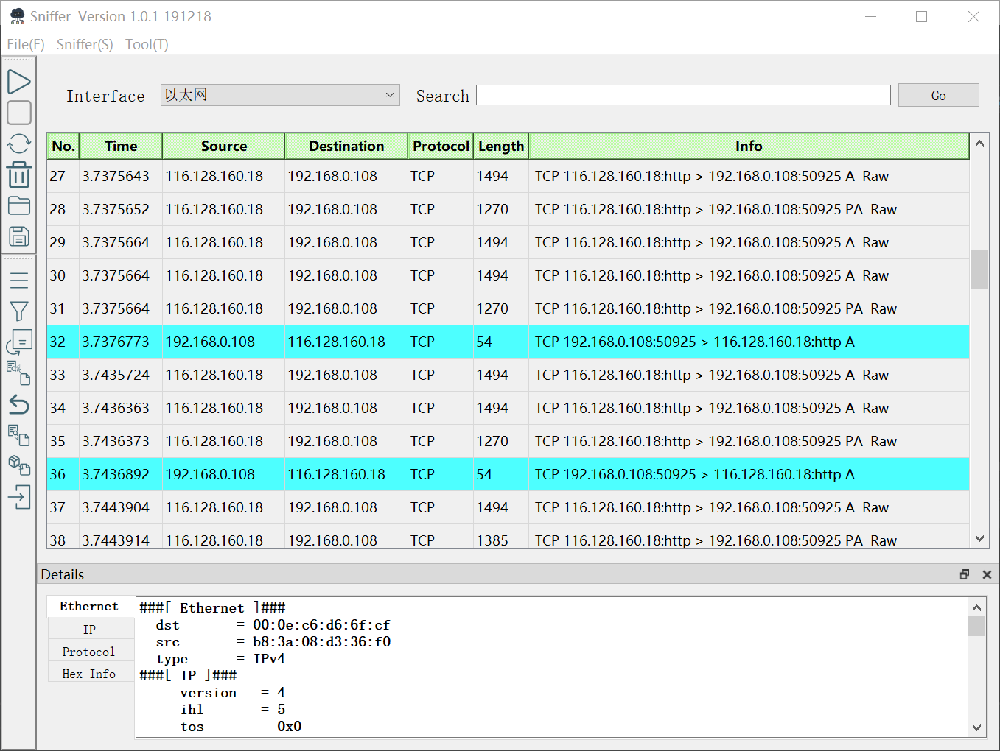 Sniffer  Version 1.0.1 191218
File(F)  Sniffer(S)  Tool(T)
Interface 以太网 Search Go
No. Time Source Destination Protocol Length Info
27 3.7375643 116.128.160.18 192.168.0.108 TCP 1494 TCP 116.128.160.18:http > 192.168.0.108:50925 A  Raw
28 3.7375652 116.128.160.18 192.168.0.108 TCP 1270 TCP 116.128.160.18:http > 192.168.0.108:50925 PA  Raw
29 3.7375664 116.128.160.18 192.168.0.108 TCP 1494 TCP 116.128.160.18:http > 192.168.0.108:50925 A  Raw
30 3.7375664 116.128.160.18 192.168.0.108 TCP 1494 TCP 116.128.160.18:http > 192.168.0.108:50925 A  Raw
31 3.7375664 116.128.160.18 192.168.0.108 TCP 1270 TCP 116.128.160.18:http > 192.168.0.108:50925 PA  Raw
32 3.7376773 192.168.0.108 116.128.160.18 TCP 54 TCP 192.168.0.108:50925 > 116.128.160.18:http A
33 3.7435724 116.128.160.18 192.168.0.108 TCP 1494 TCP 116.128.160.18:http > 192.168.0.108:50925 A  Raw
34 3.7436363 116.128.160.18 192.168.0.108 TCP 1494 TCP 116.128.160.18:http > 192.168.0.108:50925 A  Raw
35 3.7436373 116.128.160.18 192.168.0.108 TCP 1270 TCP 116.128.160.18:http > 192.168.0.108:50925 PA  Raw
36 3.7436892 192.168.0.108 116.128.160.18 TCP 54 TCP 192.168.0.108:50925 > 116.128.160.18:http A
37 3.7443904 116.128.160.18 192.168.0.108 TCP 1494 TCP 116.128.160.18:http > 192.168.0.108:50925 A  Raw
38 3.7443914 116.128.160.18 192.168.0.108 TCP 1385 TCP 116.128.160.18:http > 192.168.0.108:50925 PA  Raw
Details
Ethernet
IP
Protocol
Hex Info
###[ Ethernet ]###
dst = 00:0e:c6:d6:6f:cf
src = b8:3a:08:d3:36:f0
type = IPv4
###[ IP ]###
version = 4
ihl = 5
tos = 0x0